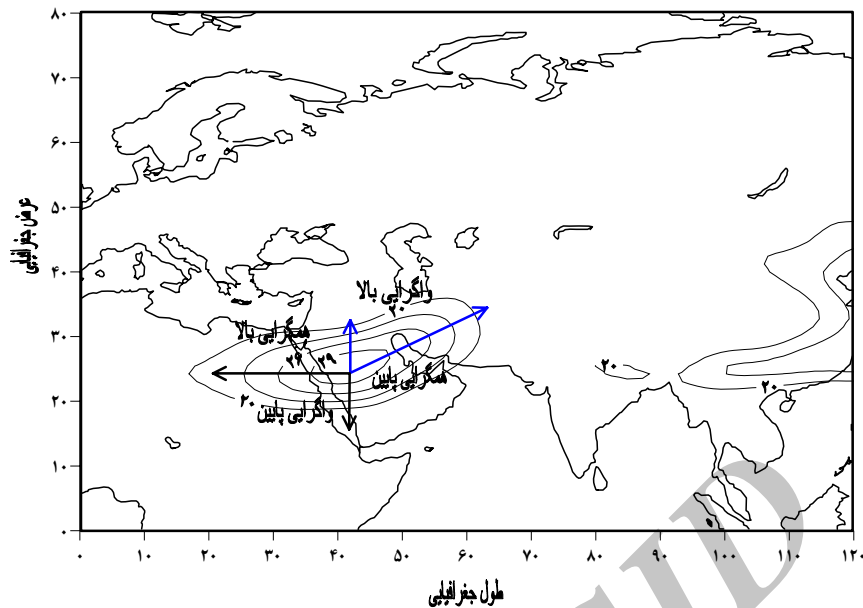 ۸۰
۷۰
۶۰
۵۰
۴۰
۳۰
۲۰
۱۰
۰
عرض جغرافیایی
واگرایی بالا
۲۰
همگرایی بالا
۲۶
۲۹
همگرایی پایین
۲۰
واگرایی پایین
۲۰
۲۰
۰ ۱۰ ۲۰ ۳۰ ۴۰ ۵۰ ۶۰ ۷۰ ۸۰ ۹۰ ۱۰۰ ۱۱۰ ۱۲۰
طول جغرافیایی
SID